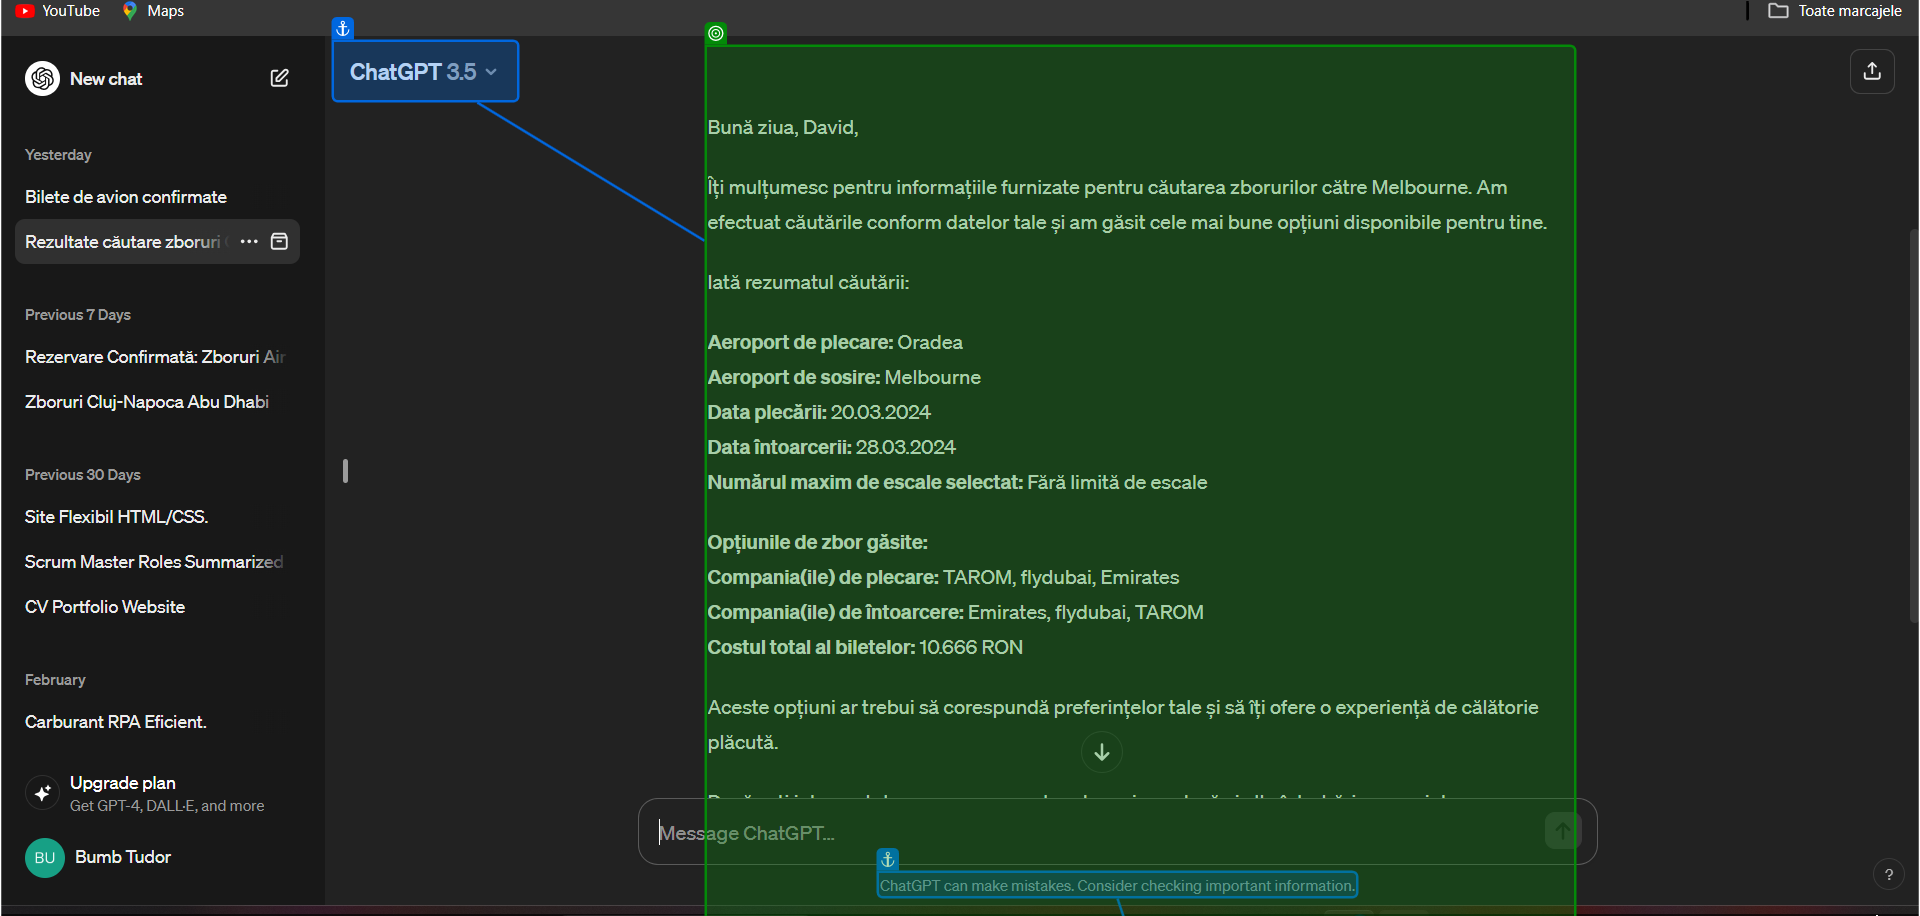 YouTube
Maps
Toate marcajele
New chat
Yesterday
Bilete de avion confirmate
Rezultate căutare zboruri
Previous 7 Days
Rezervare Confirmată: Zboruri Air
Zboruri Cluj-Napoca Abu Dhabi
Previous 30 Days
Site Flexibil HTML/CSS.
Scrum Master Roles Summarized
CV Portfolio Website
February
Carburant RPA Eficient.
Upgrade plan
Get GPT-4, DALL·E, and more
BU
Bumb Tudor
ChatGPT 3.5
Bună ziua, David,
Îți mulțumesc pentru informațiile furnizate pentru căutarea zborurilor către Melbourne. Am
efectuat căutările conform datelor tale și am găsit cele mai bune opțiuni disponibile pentru tine.
Iată rezumatul căutării:
Aeroport de plecare: Oradea
Aeroport de sosire: Melbourne
Data plecării: 20.03.2024
Data întoarcerii: 28.03.2024
Numărul maxim de escale selectat: Fără limită de escale
Opțiunile de zbor găsite:
Compania(ile) de plecare: TAROM, flydubai, Emirates
Compania(ile) de întoarcere: Emirates, flydubai, TAROM
Costul total al biletelor: 10.666 RON
Aceste opțiuni ar trebui să corespundă preferințelor tale și să îți ofere o experiență de călătorie
plăcută.
Message ChatGPT...
ChatGPT can make mistakes. Consider checking important information.
?